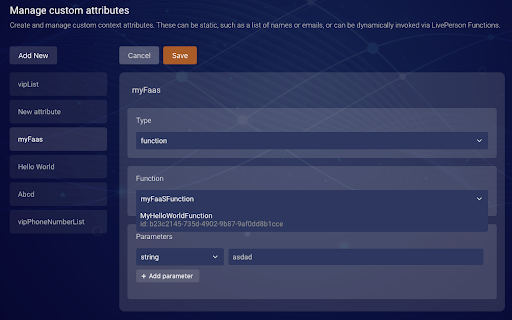 Manage custom attributes
Create and manage custom context attributes. These can be static, such as a list of names or emails, or can be dynamically invoked via LivePerson Functions.
Add New
Cancel
Save
vipList
New attribute
myFaas
Hello World
Abcd
vipPhoneNumberList
myFaas
Type
function
Function
myFaaSFunction
MyHelloWorldFunction
id: b23c2145-735d-4902-9b87-9af0dd8b1cce
Parameters
string
asdad
+ Add parameter